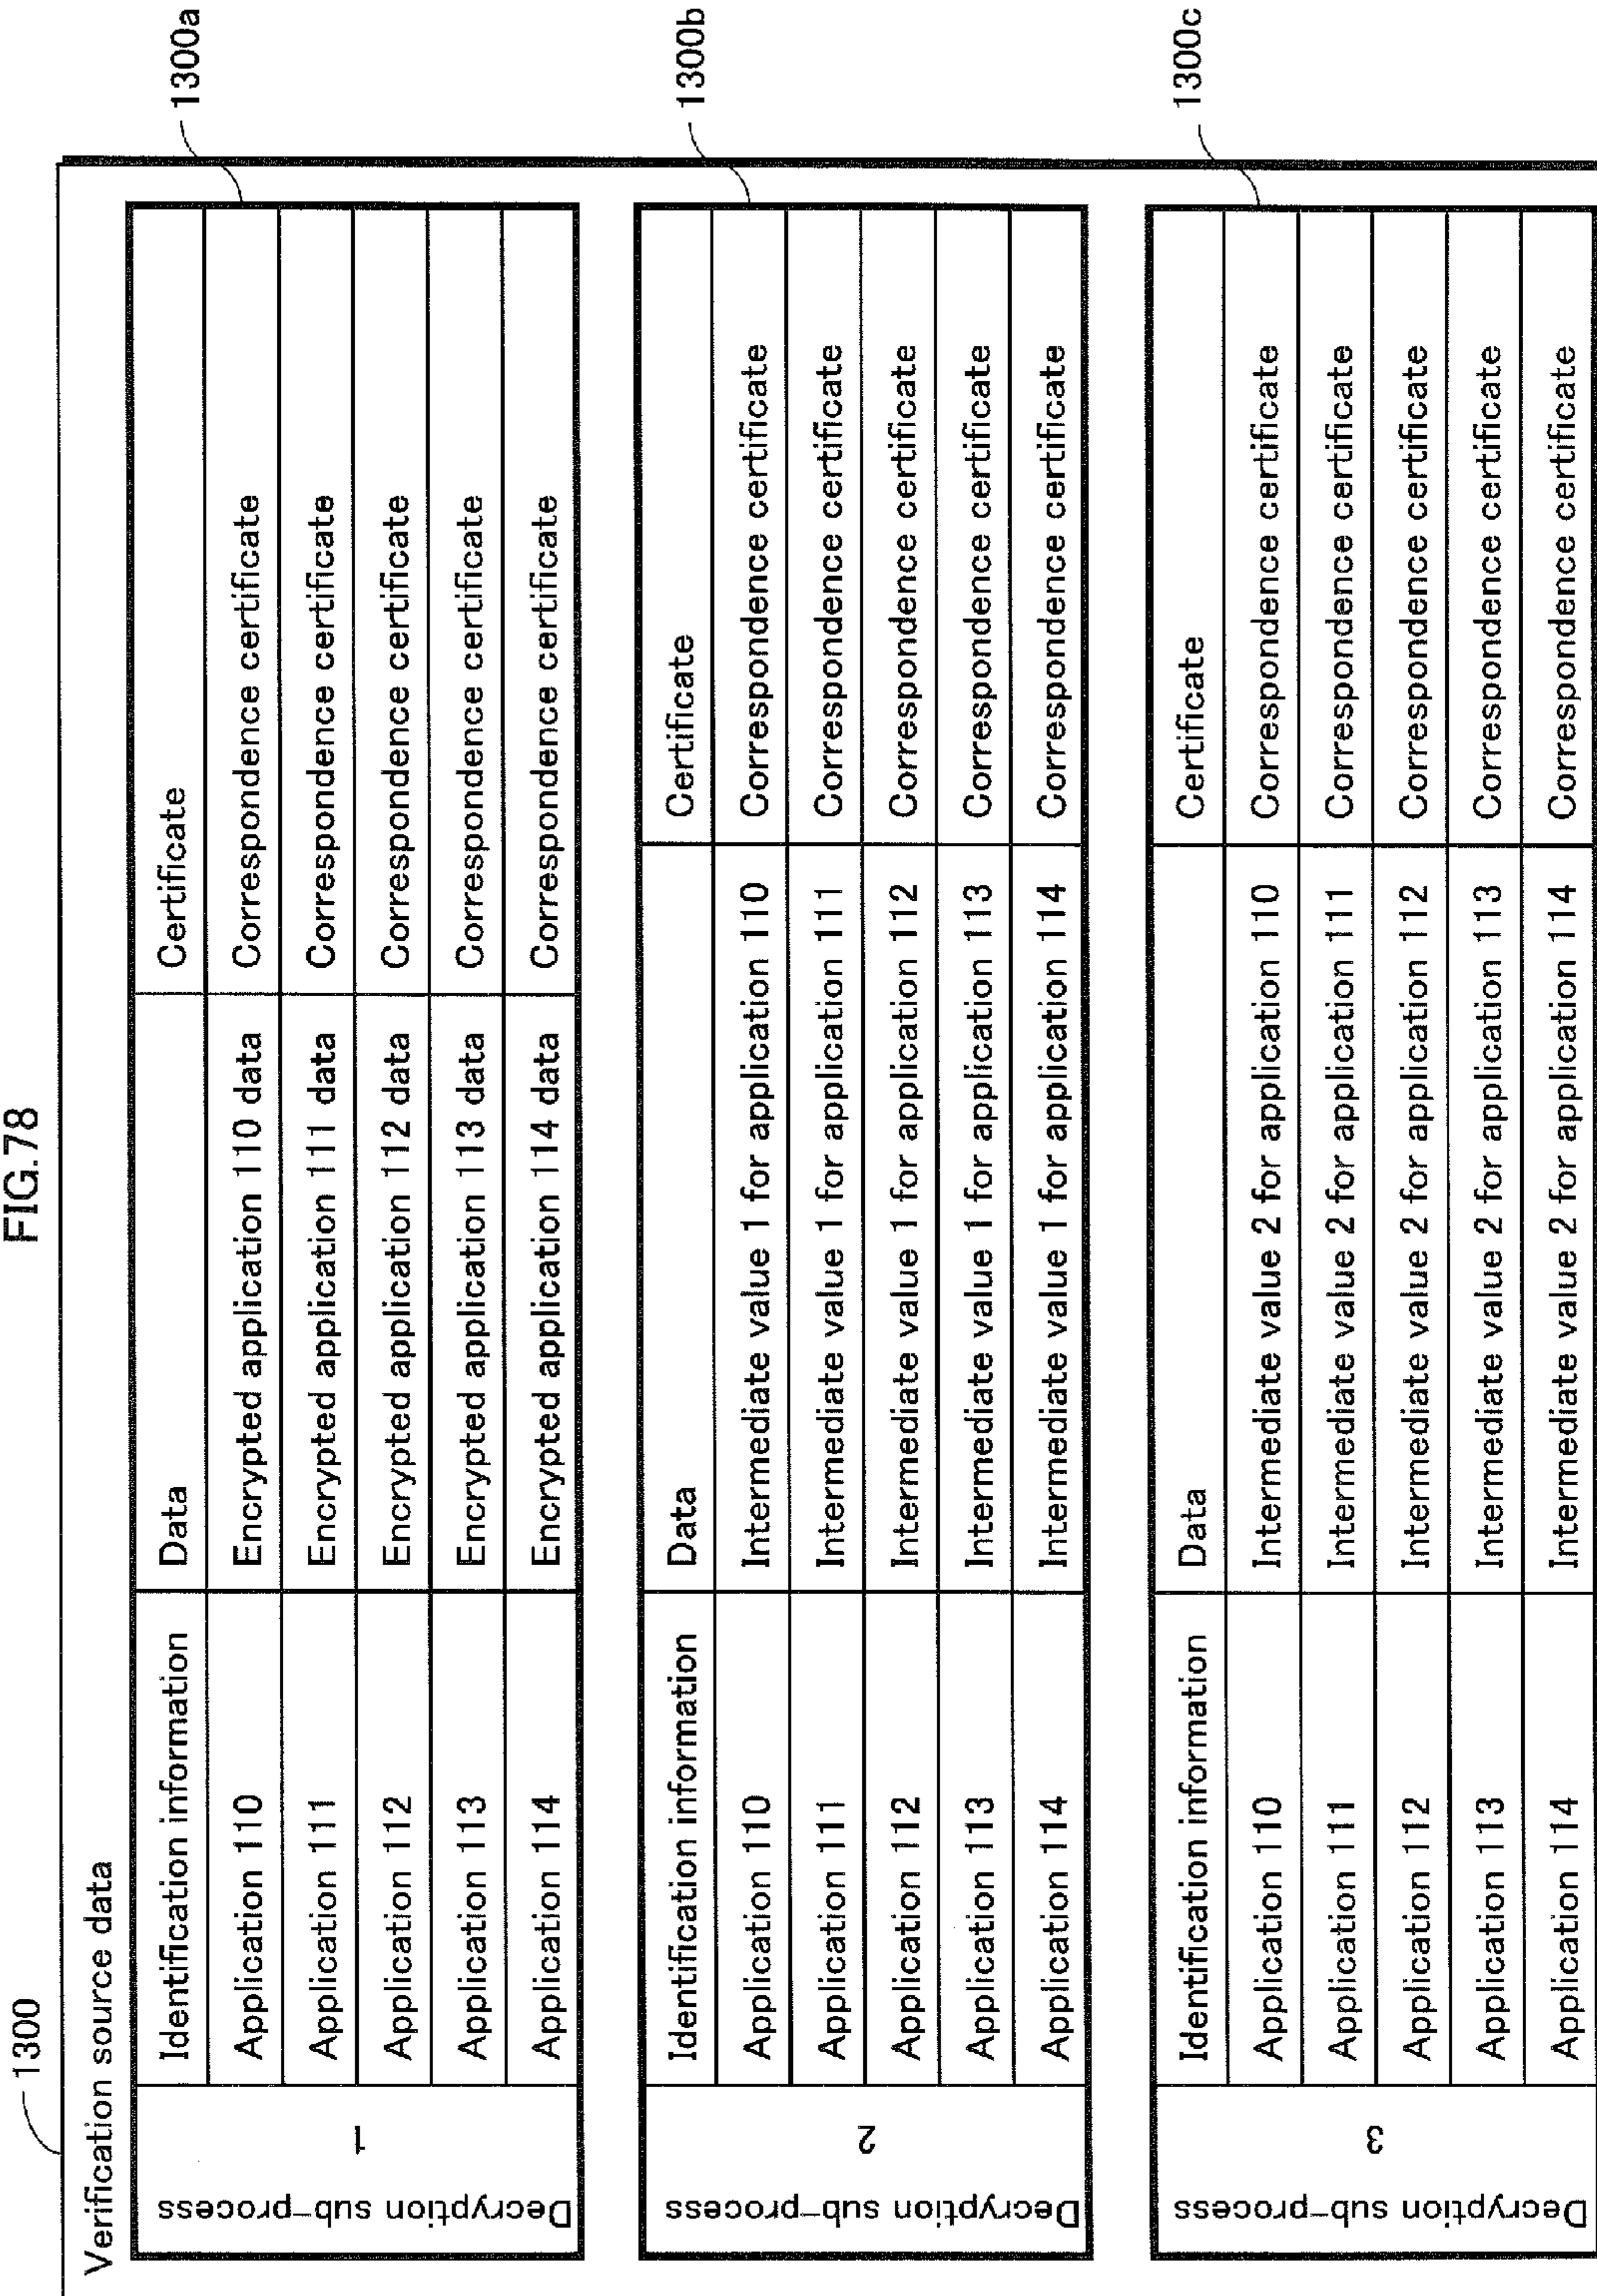 FIG.78
1300
Verification source data
1300a
Decryption sub-process
1
Identification information Data Certificate
Application 110 Encrypted application 110 data Correspondence certificate
Application 111 Encrypted application 111 data Correspondence certificate
Application 112 Encrypted application 112 data Correspondence certificate
Application 113 Encrypted application 113 data Correspondence certificate
Application 114 Encrypted application 114 data Correspondence certificate
1300b
Decryption sub-process
2
Identification information Data Certificate
Application 110 Intermediate value 1 for application 110 Correspondence certificate
Application 111 Intermediate value 1 for application 111 Correspondence certificate
Application 112 Intermediate value 1 for application 112 Correspondence certificate
Application 113 Intermediate value 1 for application 113 Correspondence certificate
Application 114 Intermediate value 1 for application 114 Correspondence certificate
1300c
Decryption sub-process
3
Identification information Data Certificate
Application 110 Intermediate value 2 for application 110 Correspondence certificate
Application 111 Intermediate value 2 for application 111 Correspondence certificate
Application 112 Intermediate value 2 for application 112 Correspondence certificate
Application 113 Intermediate value 2 for application 113 Correspondence certificate
Application 114 Intermediate value 2 for application 114 Correspondence certificate